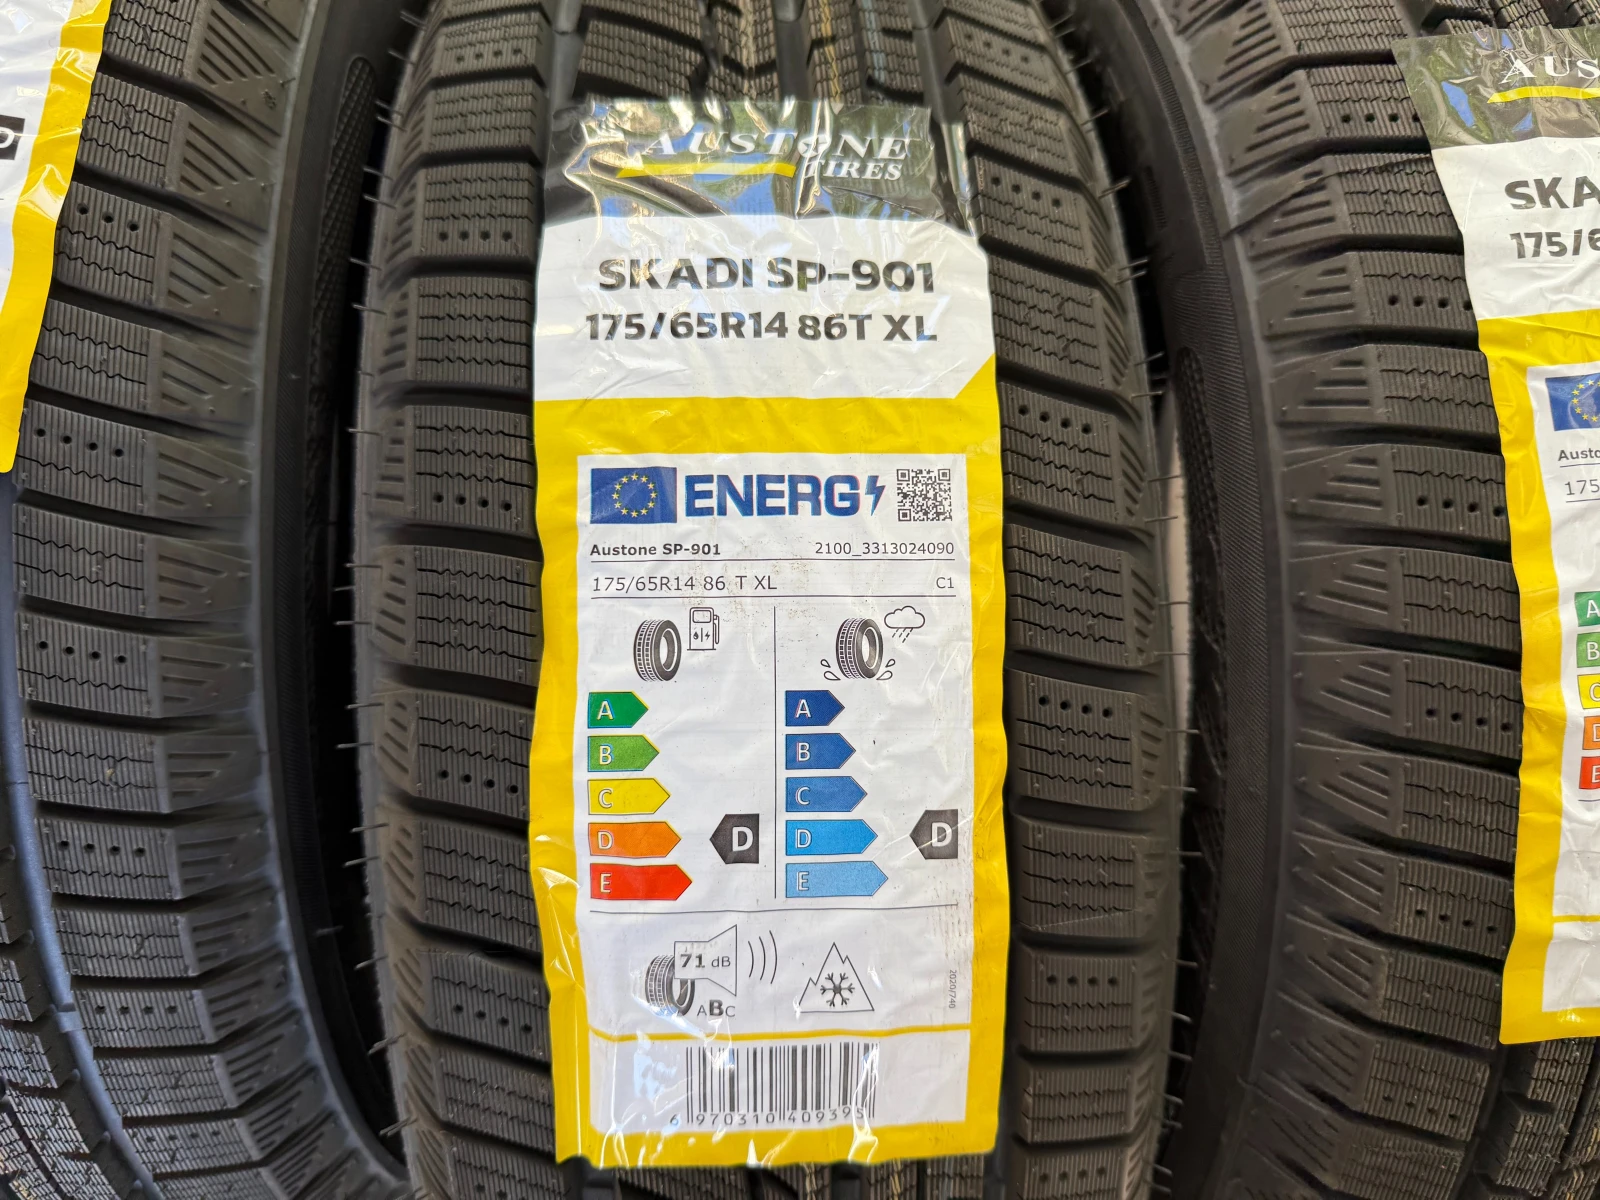 AUSTONE
TIRES
SKADI SP-901
175/65R14 86T XL
ENERG
Austone SP-901 2100_3313024090
175/65R14 86 T XL C1
A A
B B
C C
D D D D
E E
71 dB
ABC
2020/740
6 970310 409395
D
AUS
SKA
175/6
Austo
175
A
B
C
D
E